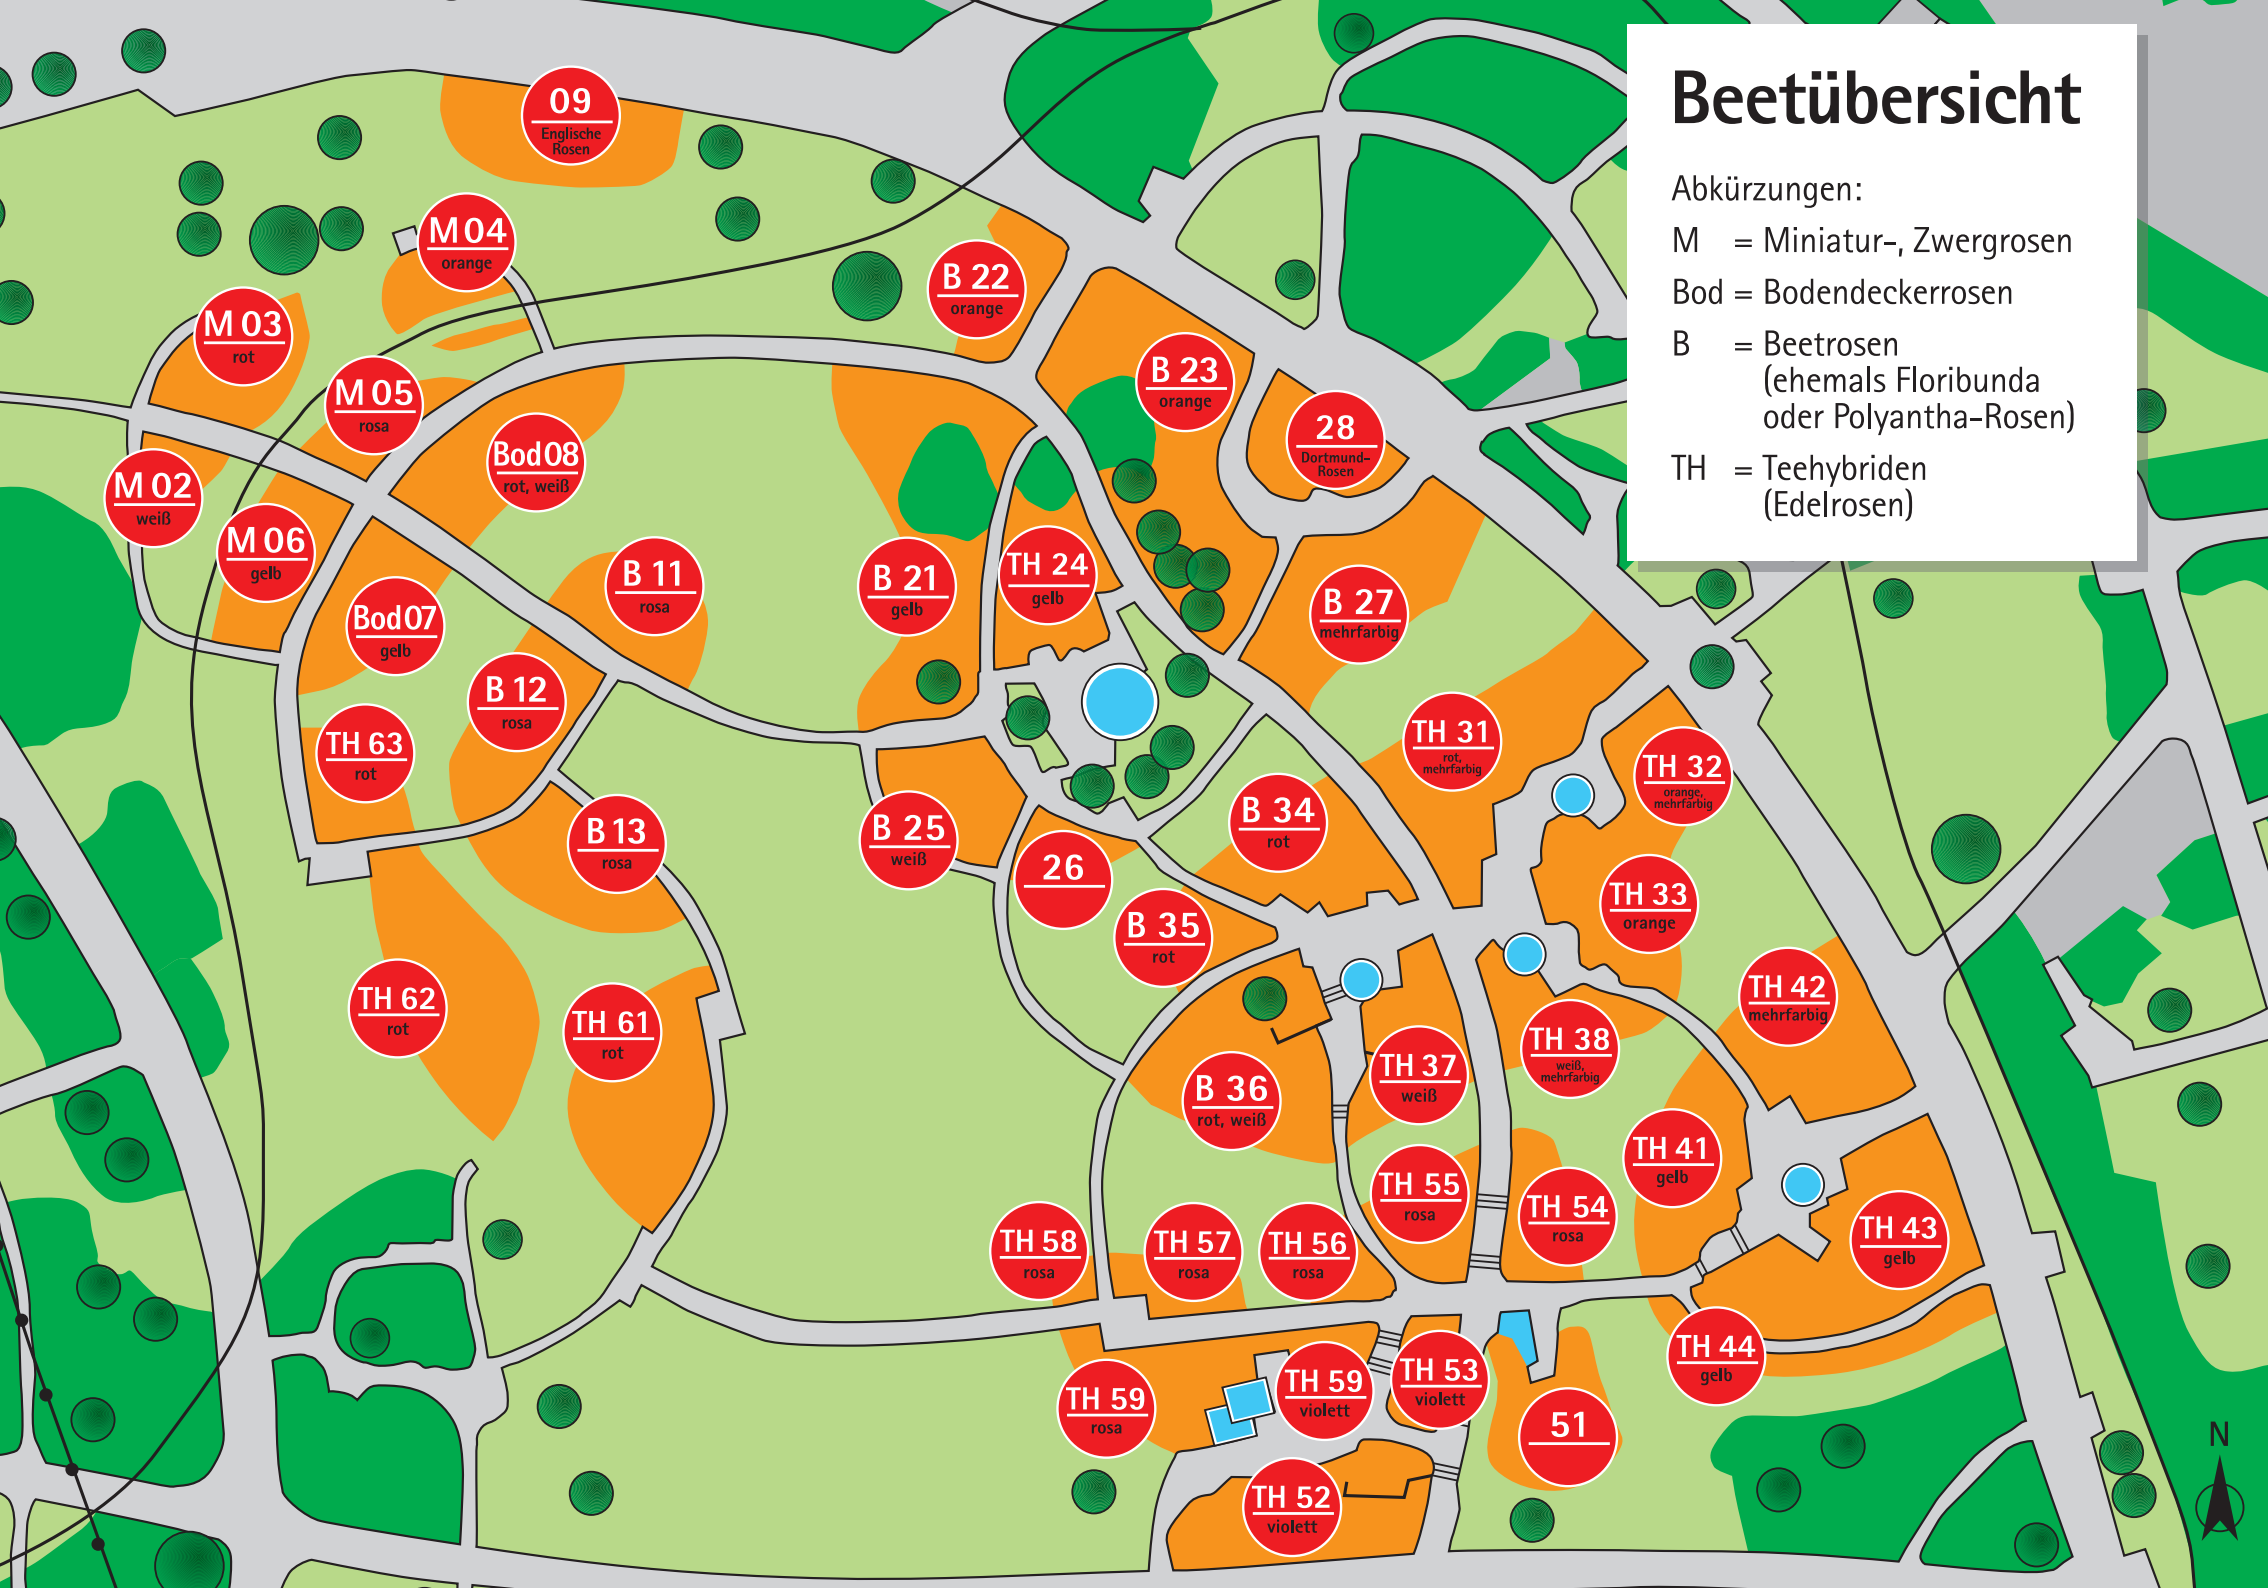 Beetübersicht
Abkürzungen:
M = Miniatur-, Zwergrosen
Bod = Bodendeckerrosen
B = Beetrosen
(ehemals Floribunda
oder Polyantha-Rosen)
TH = Teehybriden
(Edelrosen)
09
Englische
Rosen
M 04
orange
B 22
orange
M 03
rot
M 05
rosa
B 23
orange
28
Dortmund-
Rosen
Bod 08
rot, weiß
M 02
weiß
M 06
gelb
B 11
rosa
B 21
gelb
TH 24
gelb
B 27
mehrfarbig
Bod 07
gelb
B 12
rosa
TH 63
rot
TH 31
rot,
mehrfarbig
TH 32
orange,
mehrfarbig
B 13
rosa
B 25
weiß
26
B 34
rot
B 35
rot
TH 33
orange
TH 62
rot
TH 61
rot
TH 42
mehrfarbig
B 36
rot, weiß
TH 37
weiß
TH 38
weiß,
mehrfarbig
TH 41
gelb
TH 55
rosa
TH 54
rosa
TH 58
rosa
TH 57
rosa
TH 56
rosa
TH 43
gelb
TH 44
gelb
TH 59
rosa
TH 59
violett
TH 53
violett
51
TH 52
violett
N